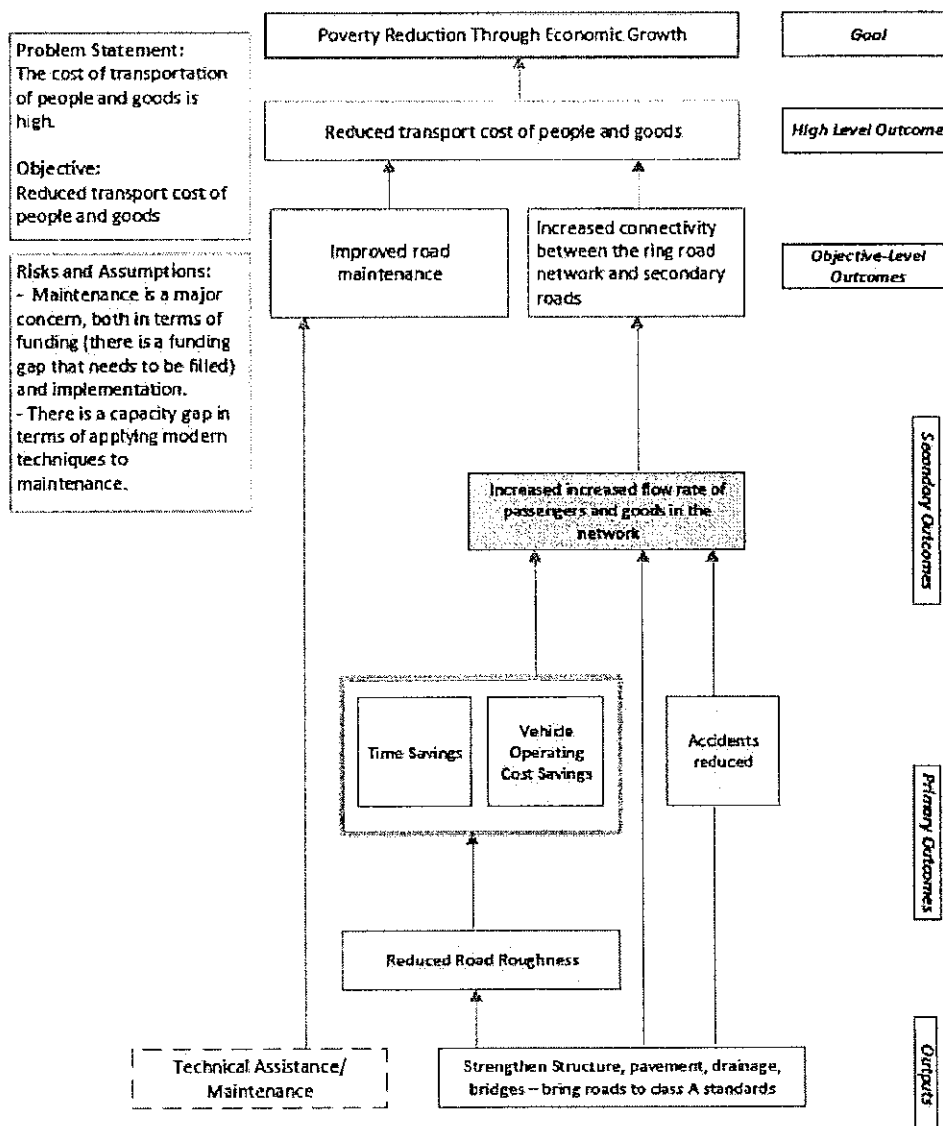 Poverty Reduction Through Economic Growth
Goal
Problem Statement:
The cost of transportation
of people and goods is
high.
Objective:
Reduced transport cost of
people and goods
Reduced transport cost of people and goods
High Level Outcome
Improved road
maintenance
Increased connectivity
between the ring road
network and secondary
roads
Objective-Level
Outcomes
Risks and Assumptions:
- Maintenance is a major
concern, both in terms of
funding (there is a funding
gap that needs to be filled)
and implementation.
- There is a capacity gap in
terms of applying modern
techniques to
maintenance.
Secondary Outcomes
Increased increased flow rate of
passengers and goods in the
network
Time Savings
Vehicle
Operating
Cost Savings
Accidents
reduced
Primary Outcomes
Reduced Road Roughness
Technical Assistance/
Maintenance
Strengthen Structure, pavement, drainage,
bridges – bring roads to class A standards
Outputs